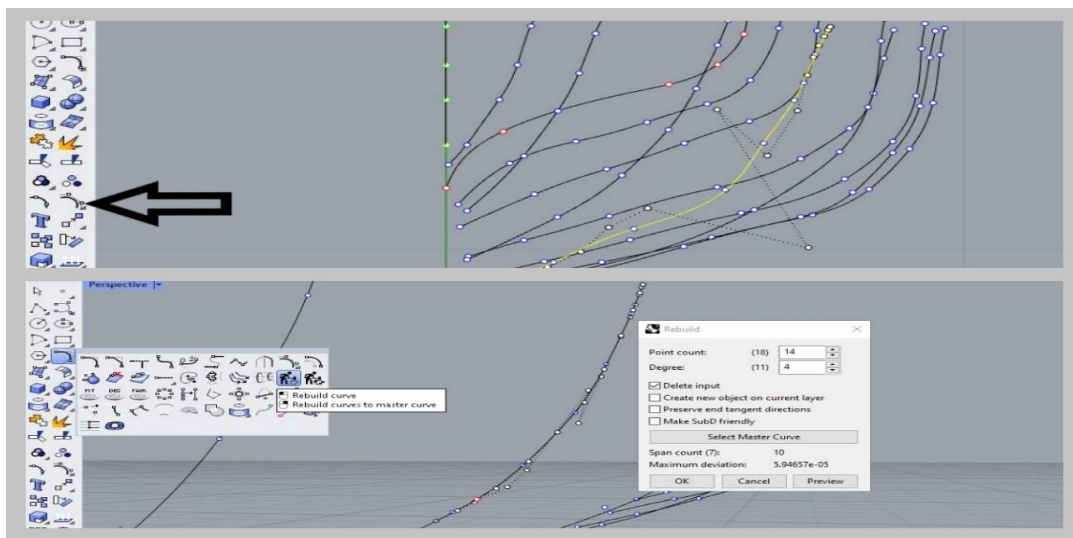 Perspective
Rebuild curve
Rebuild curves to master curve
Rebuild
Point count: (18) 14
Degree: (11) 4
Delete input
Create new object on current layer
Preserve end tangent directions
Make SubD friendly
Select Master Curve
Span count (7): 10
Maximum deviation: 5.94657e-05
OK Cancel Preview